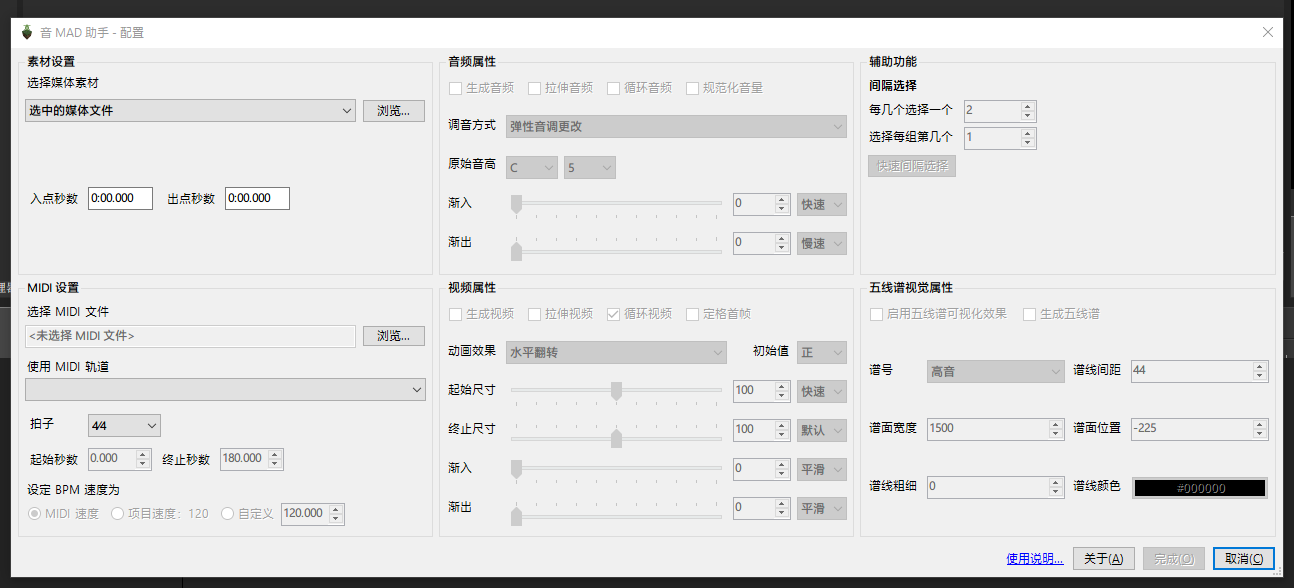 音 MAD 助手 - 配置
素材设置
选择媒体素材
选中的媒体文件
浏览...
入点秒数 0:00.000 出点秒数 0:00.000
音频属性
生成音频 拉伸音频 循环音频 规范化音量
调音方式 弹性音调更改
原始音高 C 5
渐入 0 快速
渐出 0 慢速
辅助功能
间隔选择
每几个选择一个 2
选择每组第几个 1
快速间隔选择
MIDI 设置
选择 MIDI 文件
<未选择 MIDI 文件> 浏览...
使用 MIDI 轨道
拍子 4⁄4
起始秒数 0.000 终止秒数 180.000
设定 BPM 速度为
MIDI 速度 项目速度：120 自定义 120.000
视频属性
生成视频 拉伸视频 循环视频 定格首帧
动画效果 水平翻转 初始值 正
起始尺寸 100 快速
终止尺寸 100 默认
渐入 0 平滑
渐出 0 平滑
五线谱视觉属性
启用五线谱可视化效果 生成五线谱
谱号 高音 谱线间距 44
谱面宽度 1500 谱面位置 -225
谱线粗细 0 谱线颜色 #000000
使用说明... 关于(A) 完成(O) 取消(C)